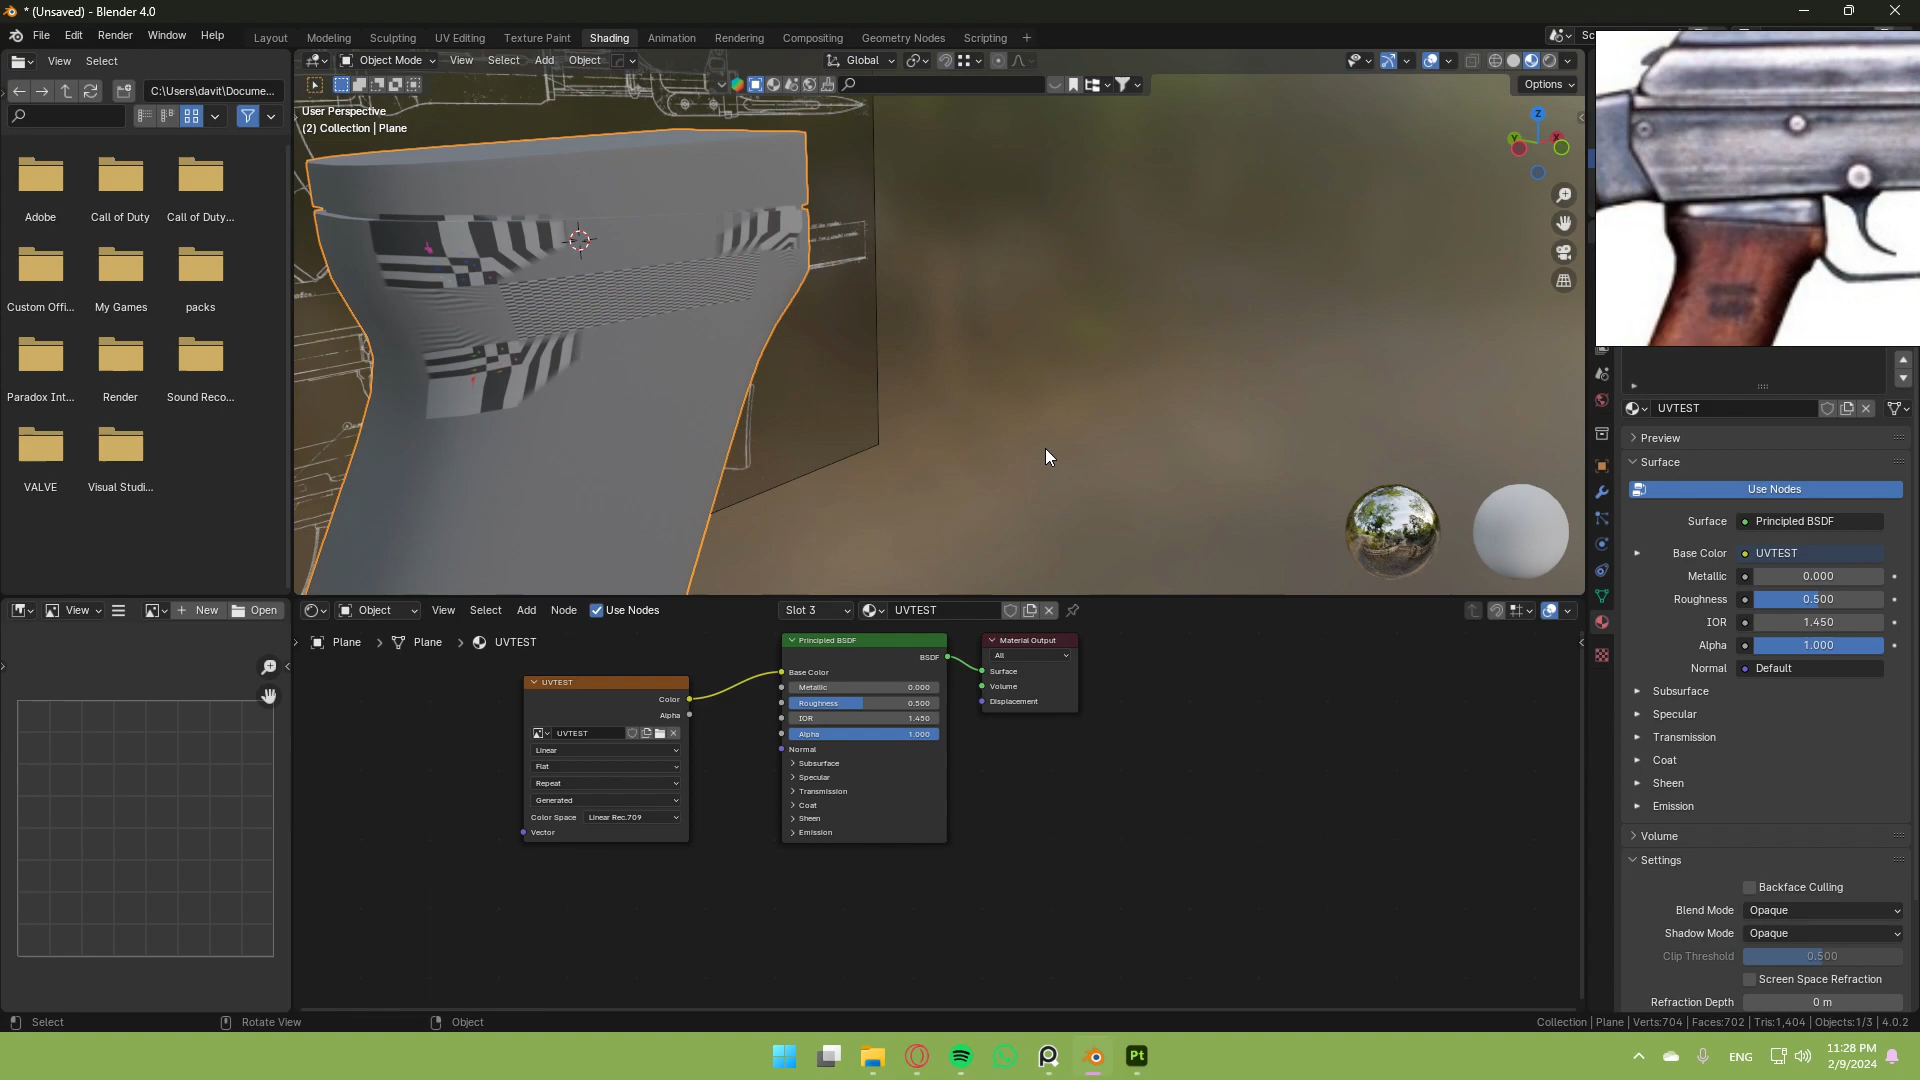 * (Unsaved) - Blender 4.0
File Edit Render Window Help
Layout Modeling Sculpting UV Editing Texture Paint Shading Animation Rendering Compositing Geometry Nodes Scripting +
Sc
View Select
Object Mode View Select Add Object
Global
C:\Users\davit\Docume...
Options
User Perspective
(2) Collection | Plane
Z
Y
X
Adobe
Call of Duty
Call of Duty...
Custom Offi...
My Games
packs
Paradox Int...
Render
Sound Reco...
VALVE
Visual Studi...
UVTEST
Preview
Surface
Use Nodes
Surface Principled BSDF
Base Color UVTEST
Metallic 0.000
Roughness 0.500
IOR 1.450
Alpha 1.000
Normal Default
Subsurface
Specular
Transmission
Coat
Sheen
Emission
Volume
Settings
Backface Culling
Blend Mode Opaque
Shadow Mode Opaque
Clip Threshold 0.500
Screen Space Refraction
Refraction Depth 0 m
View + New Open
Object View Select Add Node Use Nodes
Slot 3 UVTEST
Plane > Plane > UVTEST
UVTEST
Color
Alpha
UVTEST
Linear
Flat
Repeat
Generated
Color Space Linear Rec.709
Vector
Principled BSDF
BSDF
Base Color
Metallic 0.000
Roughness 0.500
IOR 1.450
Alpha 1.000
Normal
Subsurface
Specular
Transmission
Coat
Sheen
Emission
Material Output
All
Surface
Volume
Displacement
Select Rotate View Object
Collection | Plane | Verts:704 | Faces:702 | Tris:1,404 | Objects:1/3 | 4.0.2
Pt
ENG
11:28 PM
2/9/2024